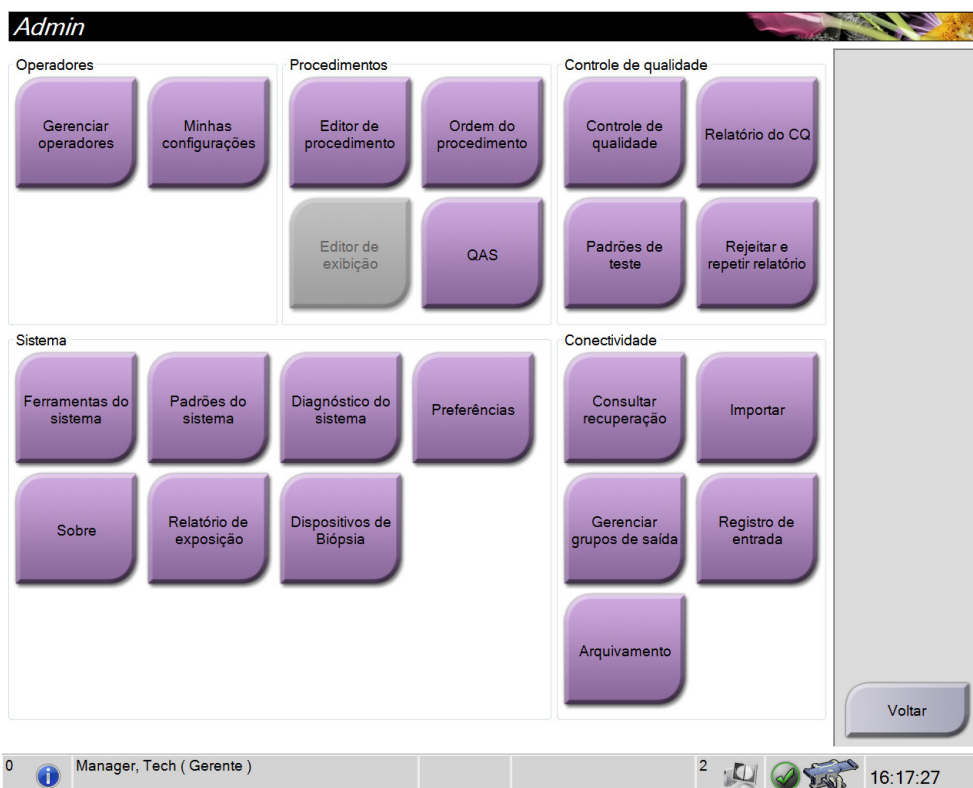 Admin
Operadores
Gerenciar
operadores
Minhas
configurações
Procedimentos
Editor de
procedimento
Ordem do
procedimento
Editor de
exibição
QAS
Controle de qualidade
Controle de
qualidade
Relatório do CQ
Padrões de
teste
Rejeitar e
repetir relatório
Sistema
Ferramentas do
sistema
Padrões do
sistema
Diagnóstico do
sistema
Preferências
Sobre
Relatório de
exposição
Dispositivos de
Biópsia
Conectividade
Consultar
recuperação
Importar
Gerenciar
grupos de saída
Registro de
entrada
Arquivamento
Voltar
0
Manager, Tech ( Gerente )
2
16:17:27